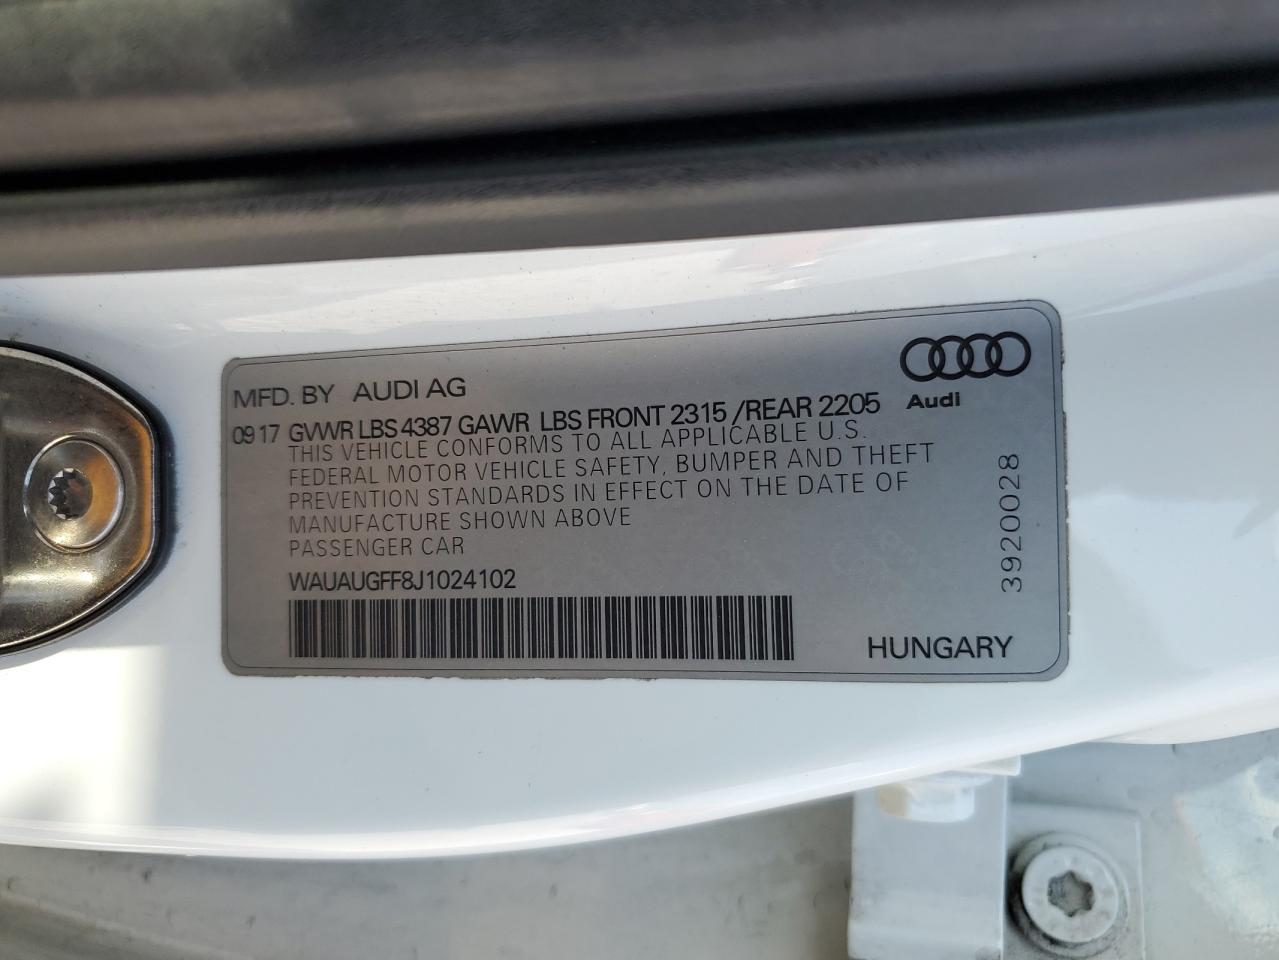 MFD. BY AUDI AG
09 17 GVWR LBS 4387 GAWR LBS FRONT 2315 /REAR 2205
Audi
THIS VEHICLE CONFORMS TO ALL APPLICABLE U.S.
FEDERAL MOTOR VEHICLE SAFETY, BUMPER AND THEFT
PREVENTION STANDARDS IN EFFECT ON THE DATE OF
MANUFACTURE SHOWN ABOVE
PASSENGER CAR
WAUAUGFF8J1024102
3920028
HUNGARY